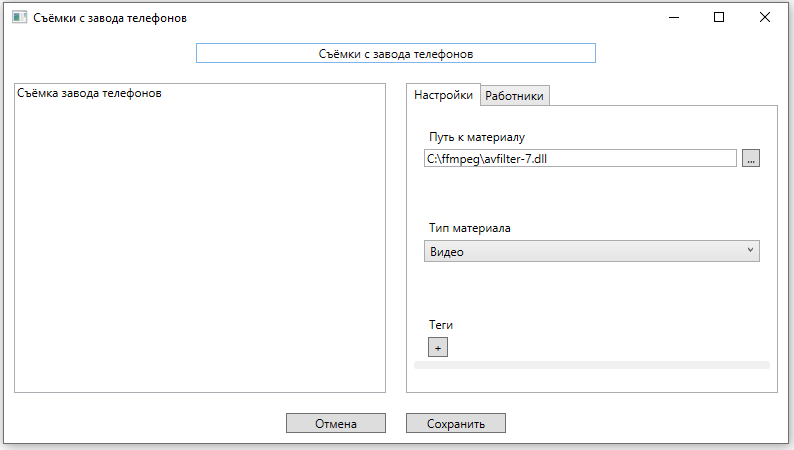 Съёмки с завода телефонов
Съёмки с завода телефонов
Съёмка завода телефонов
Настройки Работники
Путь к материалу
C:\ffmpeg\avfilter-7.dll ...
Тип материала
Видео
Теги
+
Отмена Сохранить